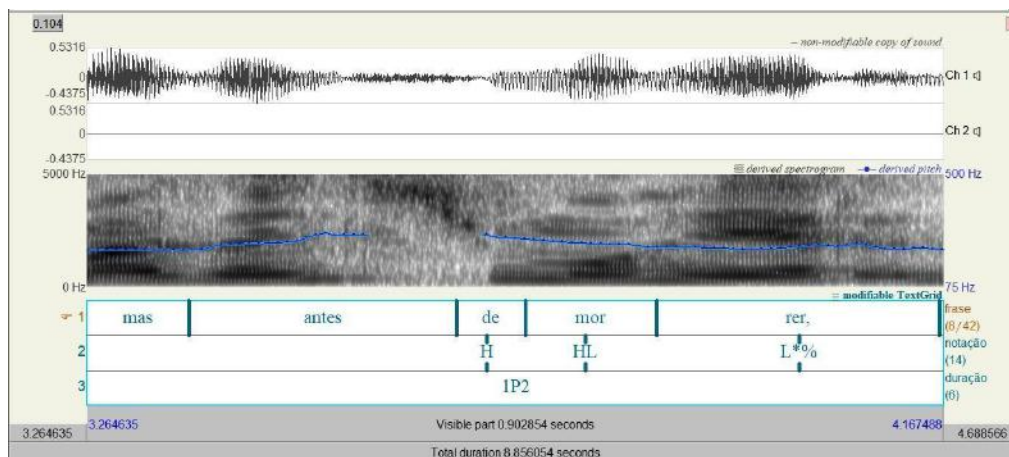 0.104
0.5316
– non-modifiable copy of sound
0
Ch 1
-0.4375
0.5316
0
Ch 2
-0.4375
5000 Hz
derived spectrogram
derived pitch
500 Hz
0 Hz
75 Hz
modifiable TextGrid
1
mas
antes
de
mor
rer,
frase
(8/42)
2
H
HL
L*%
notação
(14)
3
1P2
duração
(6)
3.264635
3.264635
Visible part 0.902854 seconds
4.167488
4.688566
Total duration 8.856054 seconds